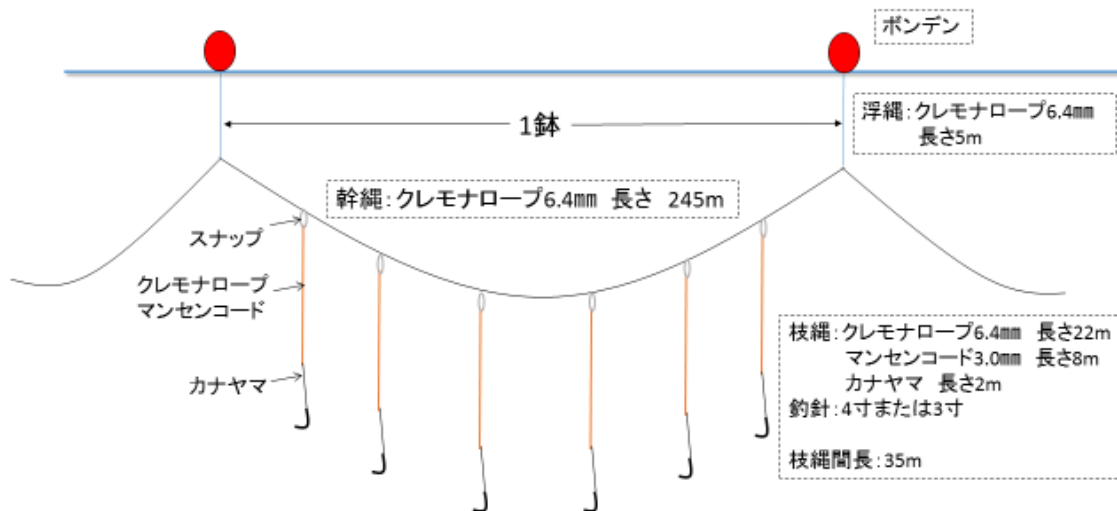 ボンデン
浮縄：クレモナロープ6.4㎜
長さ5m
1鉢
幹縄：クレモナロープ6.4㎜ 長さ 245m
スナップ
クレモナロープ
マンセンコード
カナヤマ
枝縄：クレモナロープ6.4㎜ 長さ22m
マンセンコード3.0㎜ 長さ8m
カナヤマ 長さ2m
釣針：4寸または3寸
枝縄間長：35m